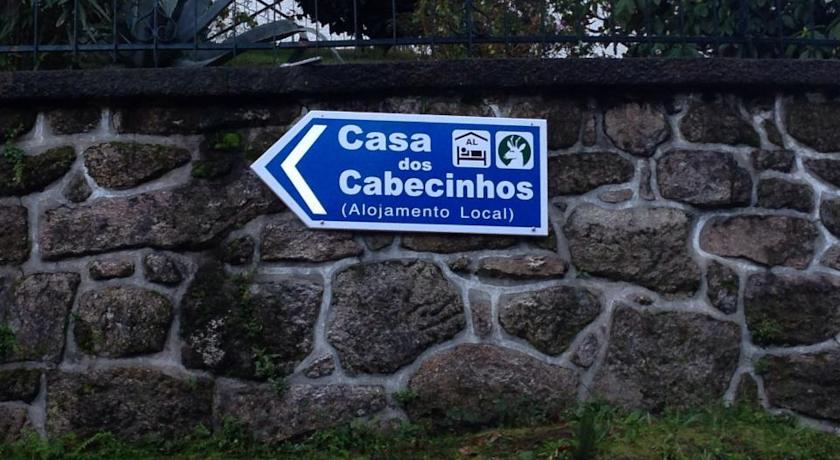 Casa
dos
Cabecinhos
(Alojamento Local)
AL